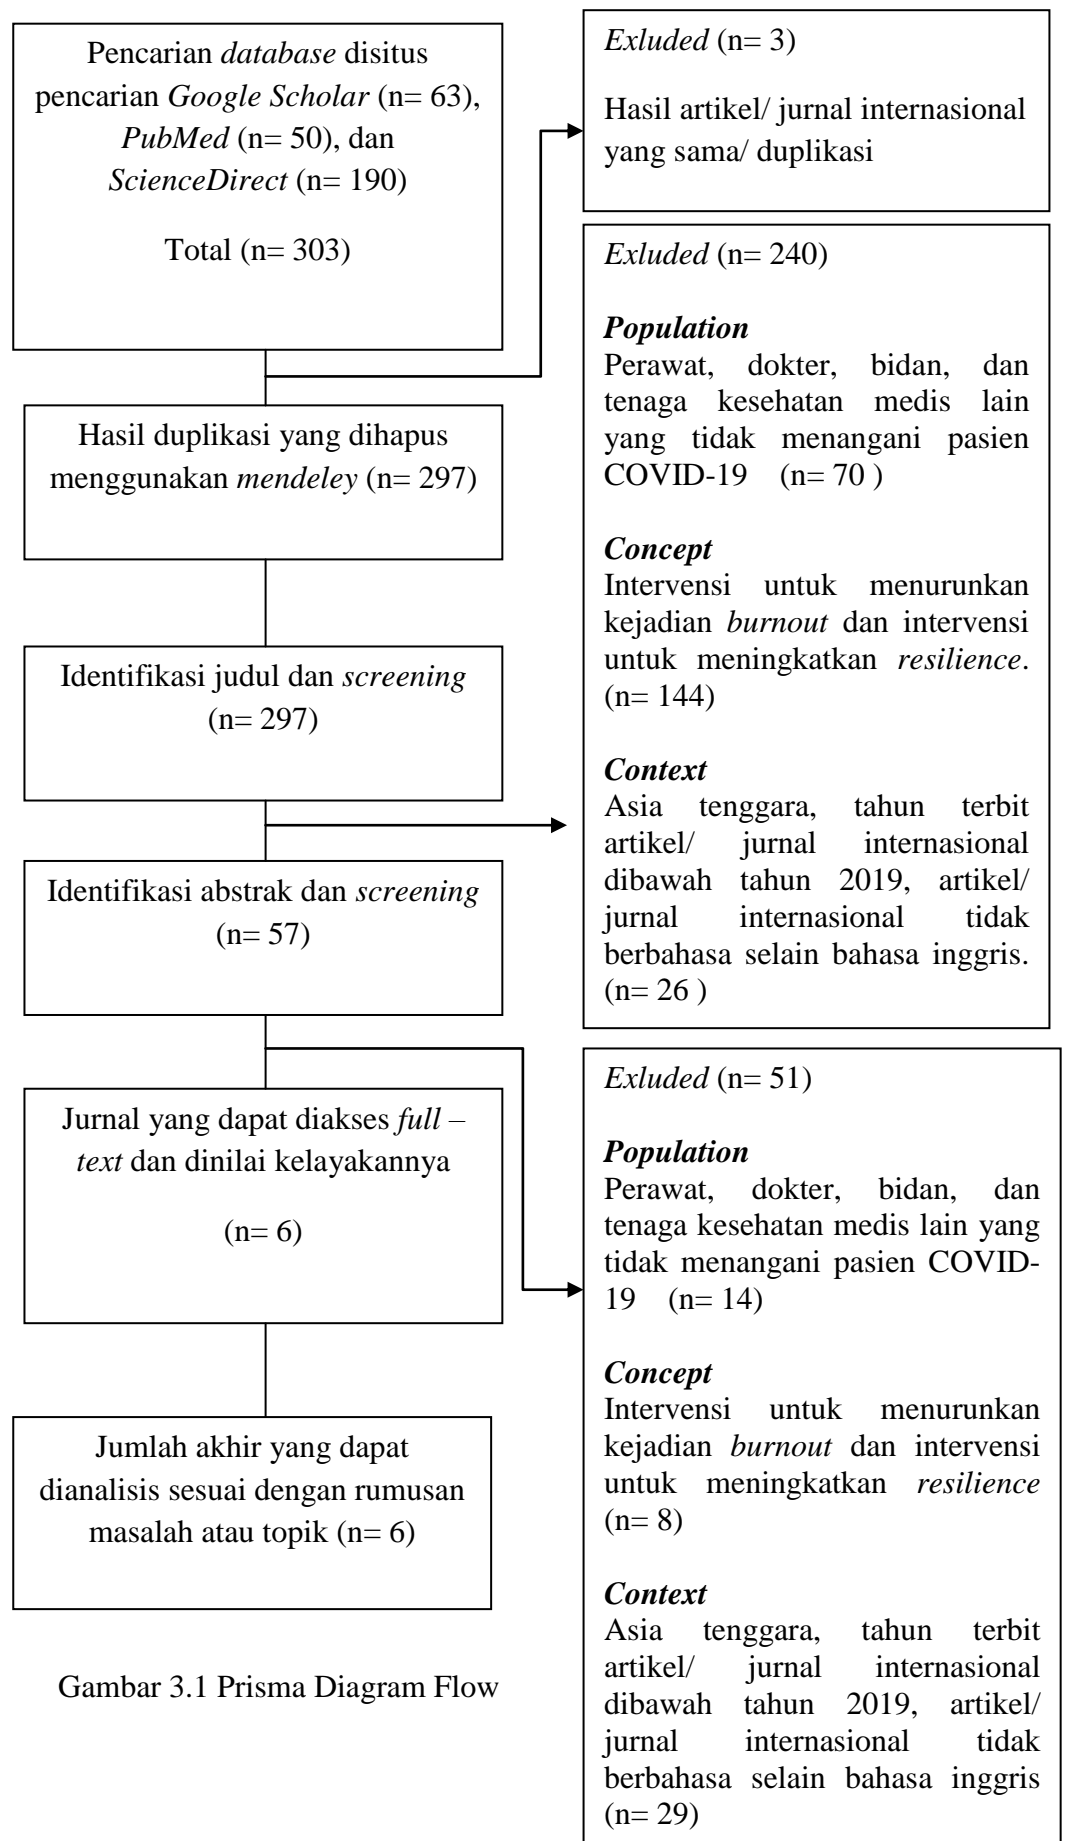 Pencarian database disitus
pencarian Google Scholar (n= 63),
PubMed (n= 50), dan
ScienceDirect (n= 190)
Total (n= 303)
Exluded (n= 3)
Hasil artikel/ jurnal internasional
yang sama/ duplikasi
Hasil duplikasi yang dihapus
menggunakan mendeley (n= 297)
Identifikasi judul dan screening
(n= 297)
Exluded (n= 240)
Population
Perawat, dokter, bidan, dan
tenaga kesehatan medis lain
yang tidak menangani pasien
COVID-19 (n= 70 )
Concept
Intervensi untuk menurunkan
kejadian burnout dan intervensi
untuk meningkatkan resilience.
(n= 144)
Context
Asia tenggara, tahun terbit
artikel/ jurnal internasional
dibawah tahun 2019, artikel/
jurnal internasional tidak
berbahasa selain bahasa inggris.
(n= 26 )
Identifikasi abstrak dan screening
(n= 57)
Jurnal yang dapat diakses full –
text dan dinilai kelayakannya
(n= 6)
Exluded (n= 51)
Population
Perawat, dokter, bidan, dan
tenaga kesehatan medis lain yang
tidak menangani pasien COVID-
19 (n= 14)
Concept
Intervensi untuk menurunkan
kejadian burnout dan intervensi
untuk meningkatkan resilience
(n= 8)
Context
Asia tenggara, tahun terbit
artikel/ jurnal internasional
dibawah tahun 2019, artikel/
jurnal internasional tidak
berbahasa selain bahasa inggris
(n= 29)
Jumlah akhir yang dapat
dianalisis sesuai dengan rumusan
masalah atau topik (n= 6)
Gambar 3.1 Prisma Diagram Flow